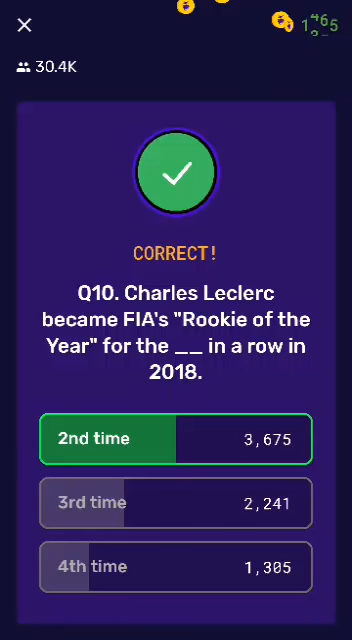 30.4K
CORRECT!
Q10. Charles Leclerc
became FIA's "Rookie of the
Year" for the __ in a row in
2018.
2nd time 3,675
3rd time 2,241
4th time 1,305